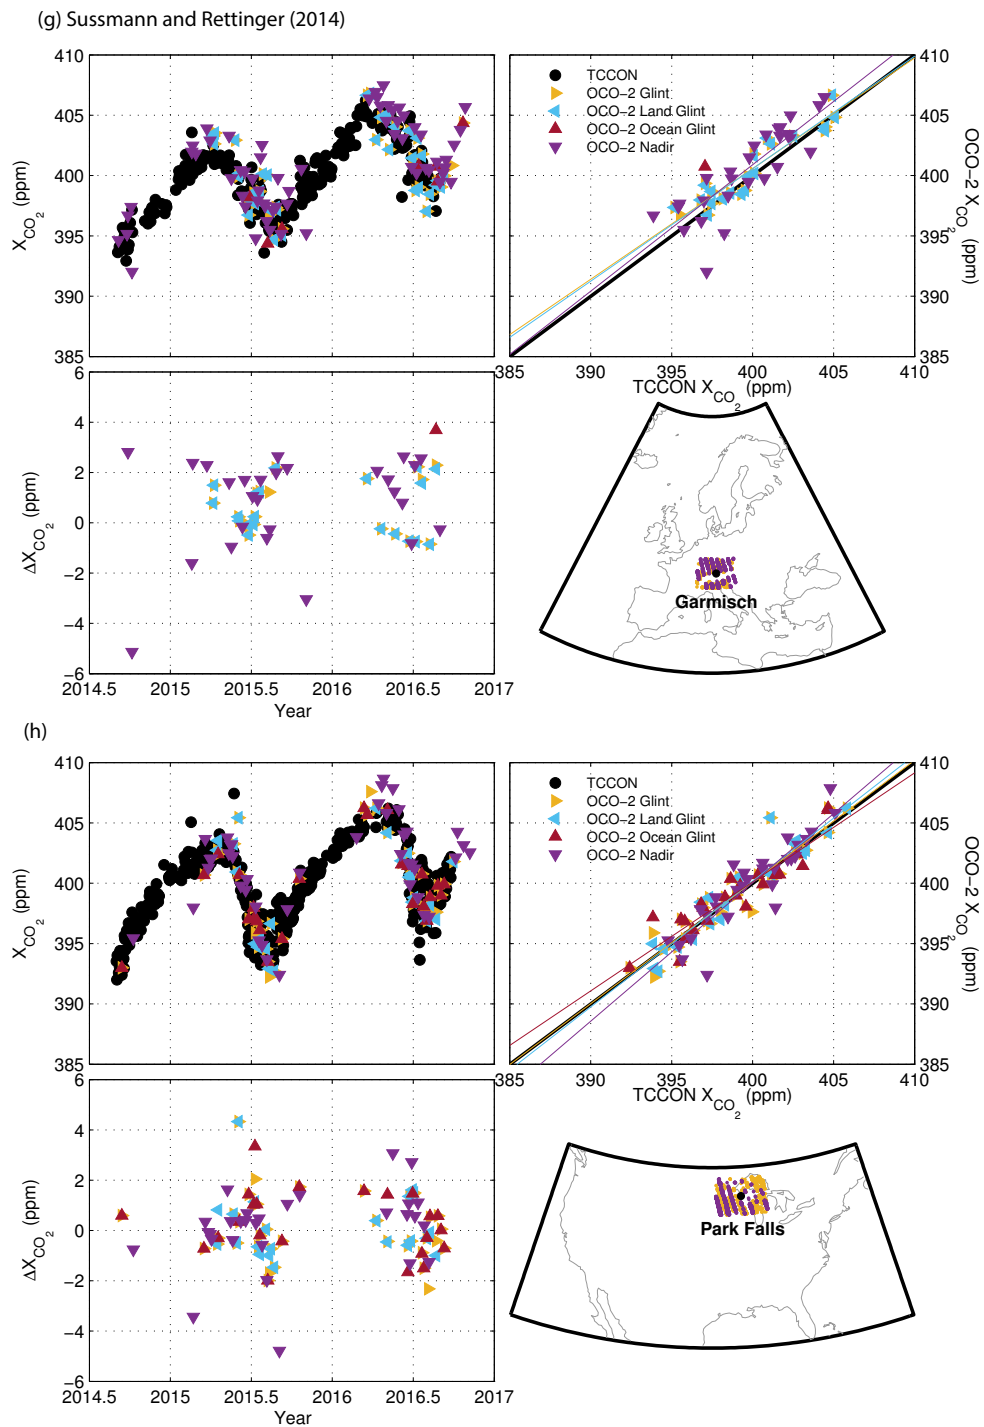 (g) Sussmann and Rettinger (2014)
410
405
400
395
390
385
XCO2 (ppm)
TCCON
OCO−2 Glint
OCO−2 Land Glint
OCO−2 Ocean Glint
OCO−2 Nadir
410
405
400
395
390
385
OCO−2 XCO2 (ppm)
385 390 395 400 405 410
TCCON XCO2 (ppm)
6
4
2
0
−2
−4
−6
ΔXCO2 (ppm)
2014.5 2015 2015.5 2016 2016.5 2017
Year
Garmisch
(h)
410
405
400
395
390
385
XCO2 (ppm)
TCCON
OCO−2 Glint
OCO−2 Land Glint
OCO−2 Ocean Glint
OCO−2 Nadir
410
405
400
395
390
385
OCO−2 XCO2 (ppm)
385 390 395 400 405 410
TCCON XCO2 (ppm)
6
4
2
0
−2
−4
−6
ΔXCO2 (ppm)
2014.5 2015 2015.5 2016 2016.5 2017
Year
Park Falls